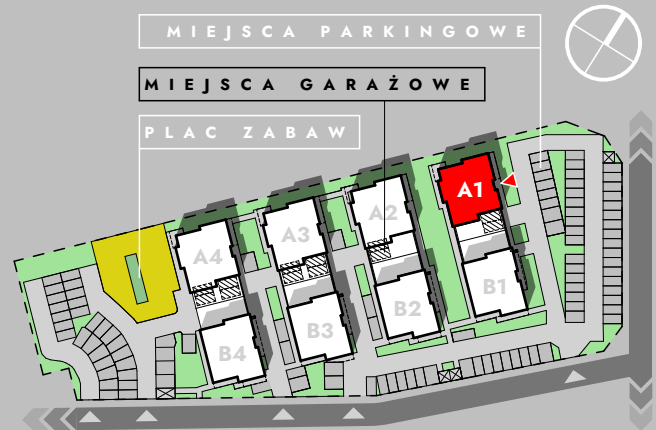 MIEJSCA PARKINGOWE
MIEJSCA GARAŻOWE
PLAC ZABAW
A1
A2
A3
A4
B1
B2
B3
B4